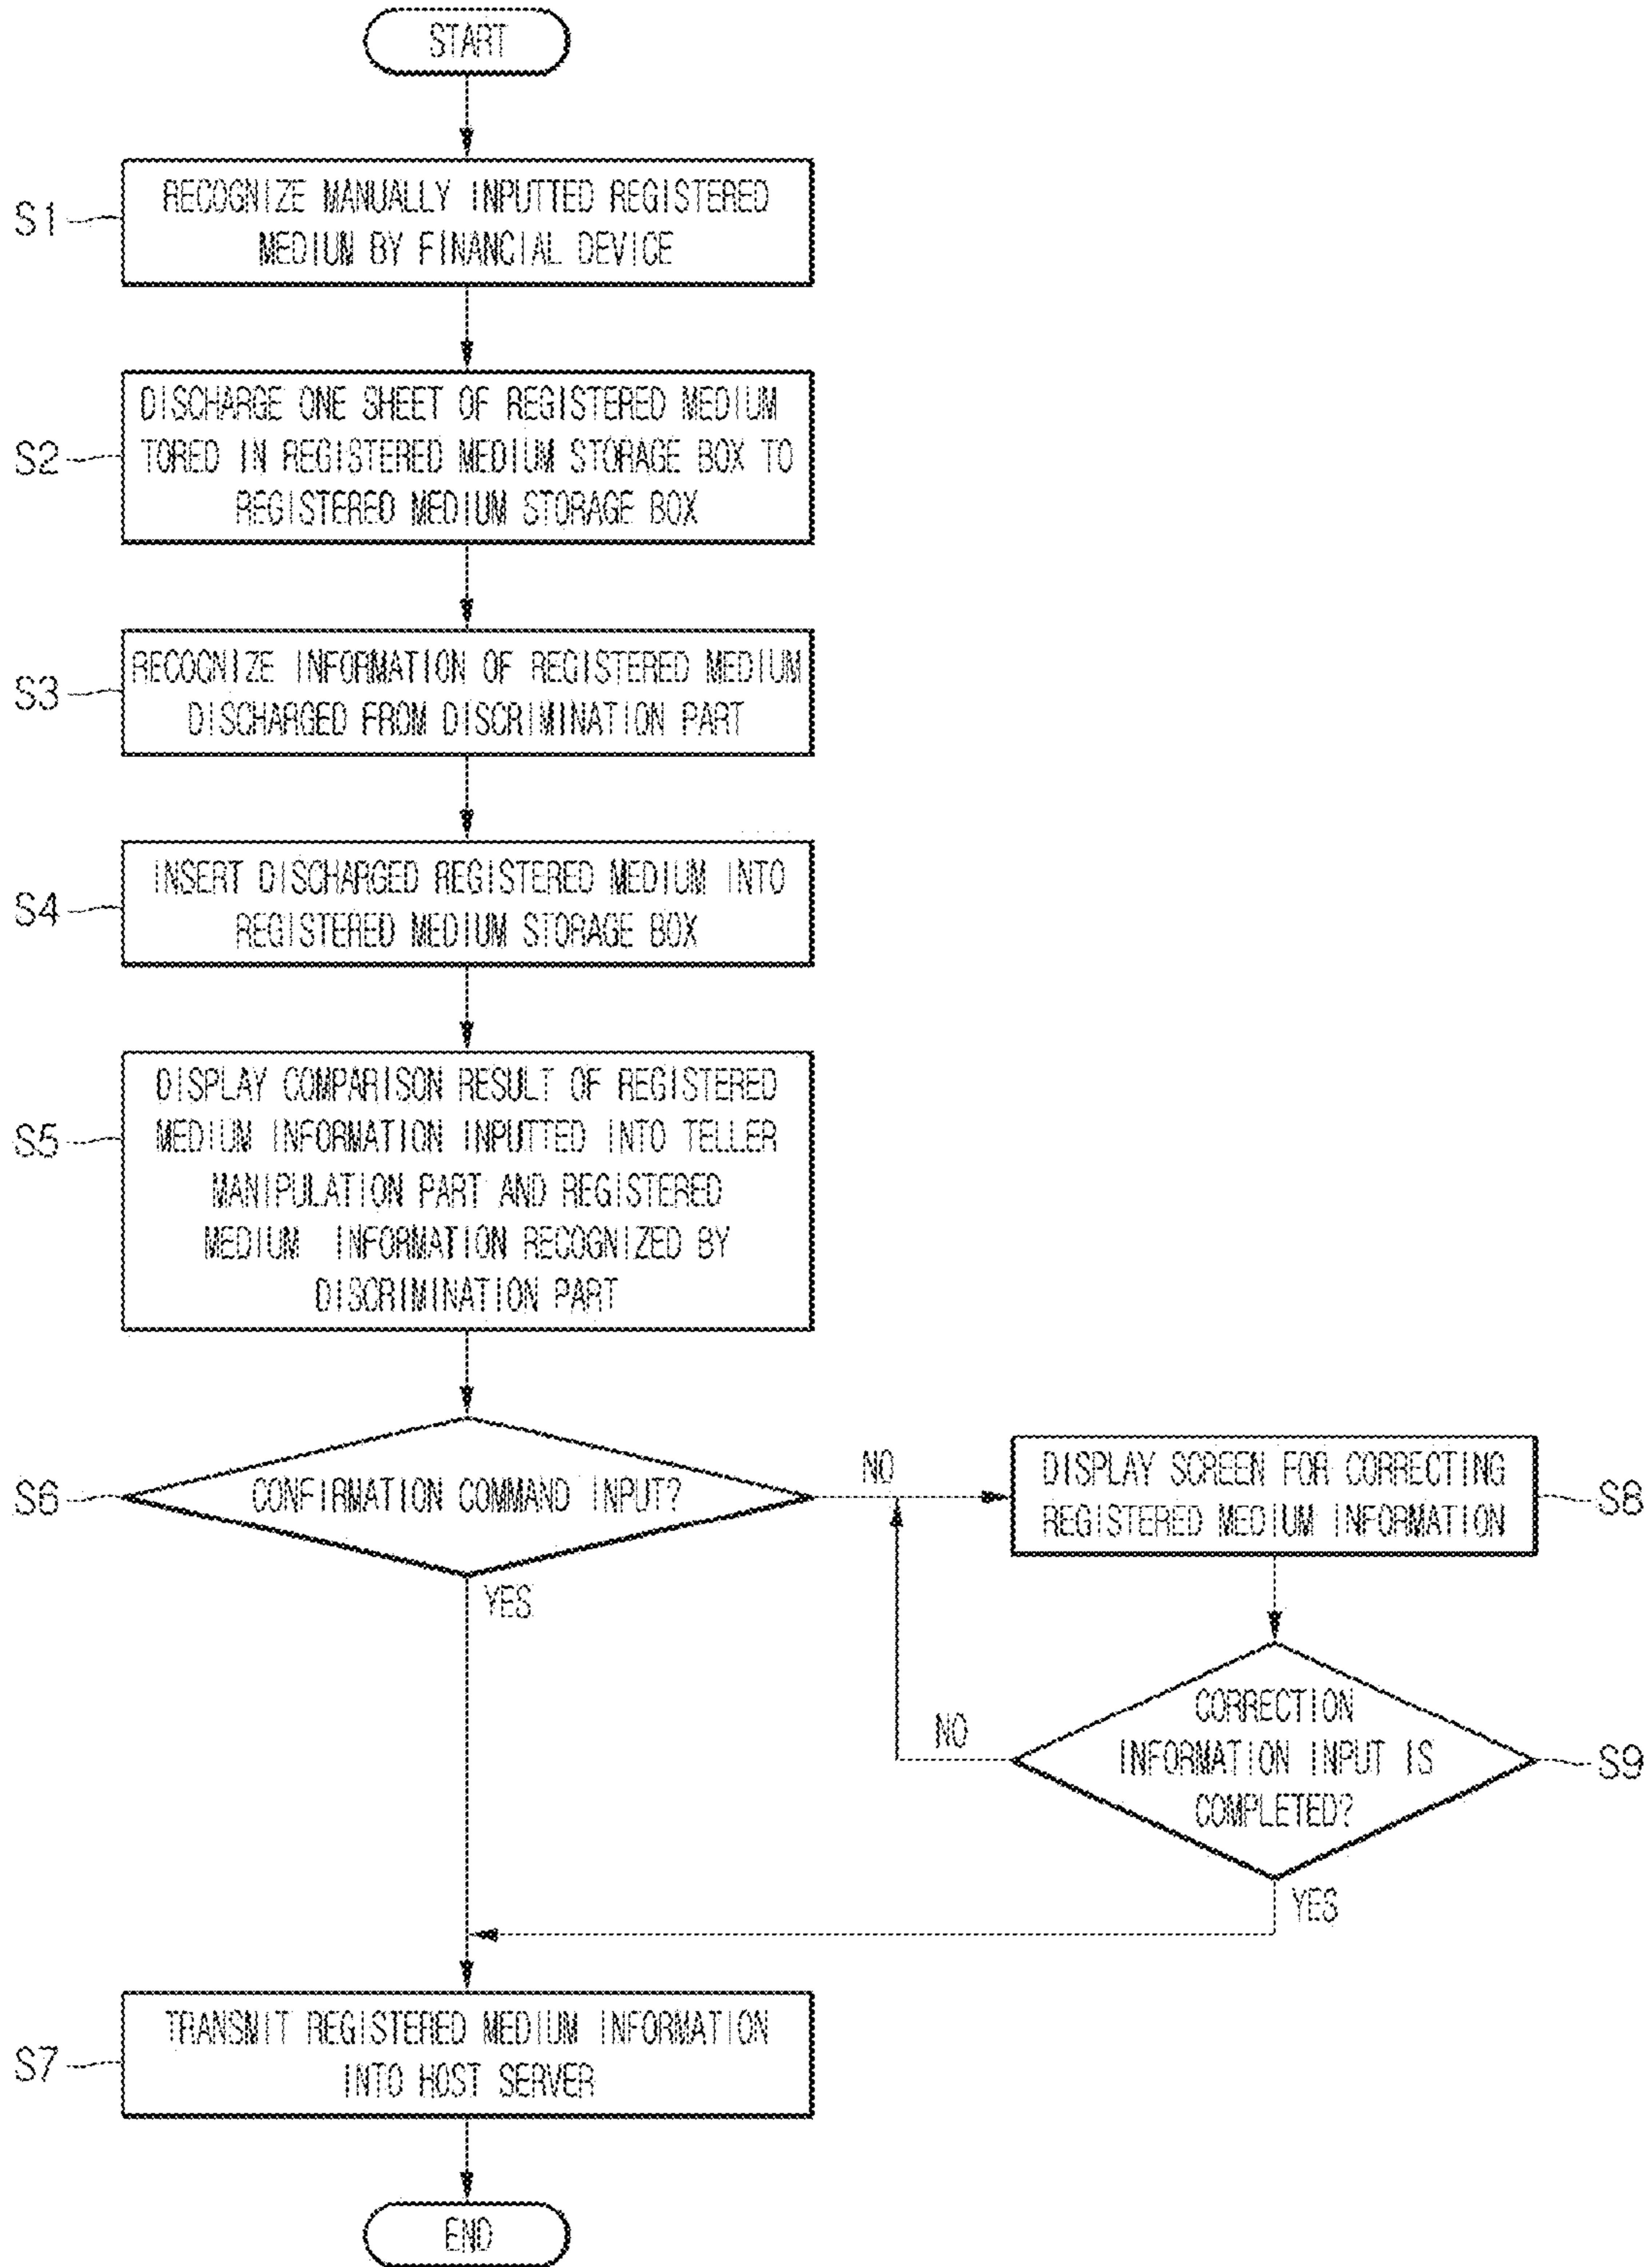 START
S1
RECOGNIZE MANUALLY INPUTTED REGISTERED
MEDIUM BY FINANCIAL DEVICE
S2
DISCHARGE ONE SHEET OF REGISTERED MEDIUM
TORED IN REGISTERED MEDIUM STORAGE BOX TO
REGISTERED MEDIUM STORAGE BOX
S3
RECOGNIZE INFORMATION OF REGISTERED MEDIUM
DISCHARGED FROM DISCRIMINATION PART
S4
INSERT DISCHARGED REGISTERED MEDIUM INTO
REGISTERED MEDIUM STORAGE BOX
S5
DISPLAY COMPARISON RESULT OF REGISTERED
MEDIUM INFORMATION INPUTTED INTO TELLER
MANIPULATION PART AND REGISTERED
MEDIUM INFORMATION RECOGNIZED BY
DISCRIMINATION PART
S6
CONFIRMATION COMMAND INPUT?
NO
YES
DISPLAY SCREEN FOR CORRECTING
REGISTERED MEDIUM INFORMATION
S8
CORRECTION
INFORMATION INPUT IS
COMPLETED?
S9
NO
YES
S7
TRANSMIT REGISTERED MEDIUM INFORMATION
INTO HOST SERVER
END